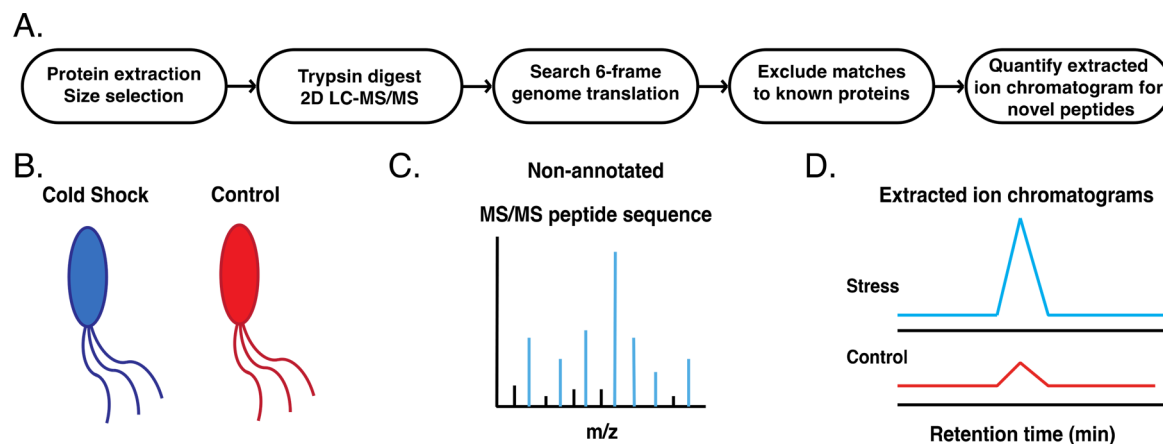 A.
Protein extraction
Size selection
Trypsin digest
2D LC-MS/MS
Search 6-frame
genome translation
Exclude matches
to known proteins
Quantify extracted
ion chromatogram for
novel peptides
B.
Cold Shock
Control
C.
Non-annotated
MS/MS peptide sequence
m/z
D.
Extracted ion chromatograms
Stress
Control
Retention time (min)